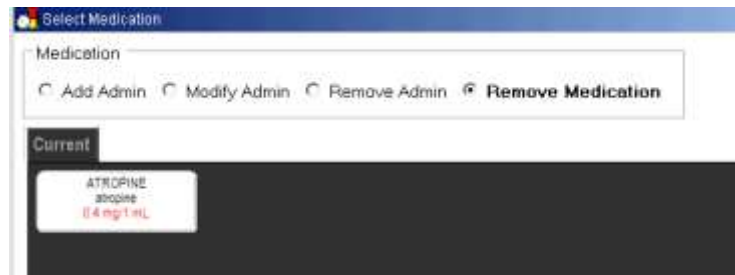 Select Medication
Medication
Add Admin Modify Admin Remove Admin Remove Medication
Current
ATROPINE
atropine
0.4 mg/1 mL